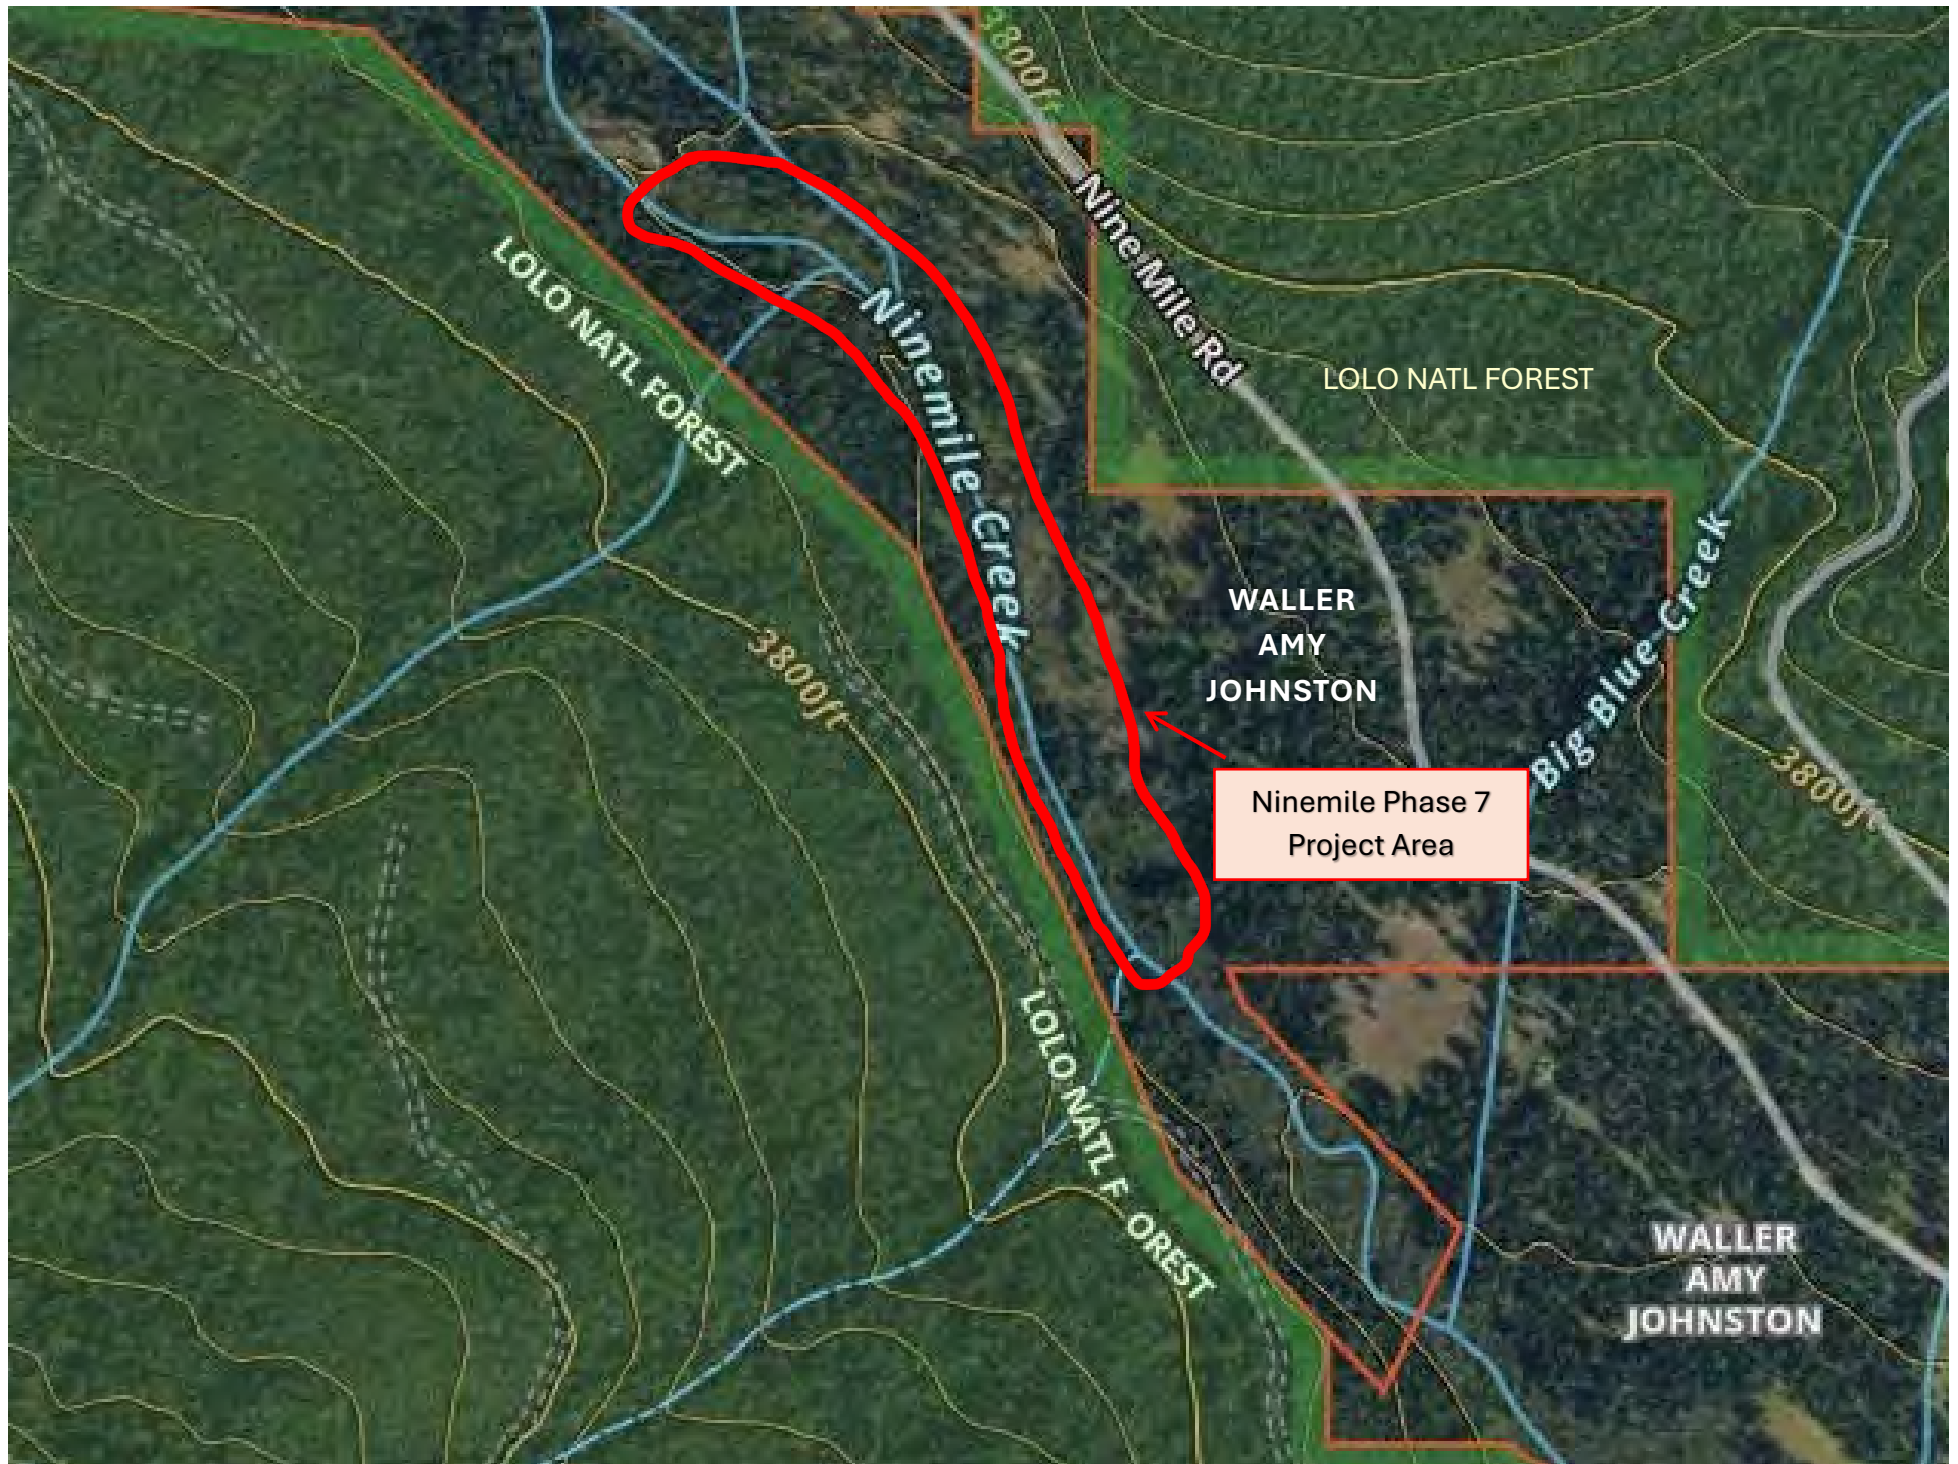 3800ft
Nine Mile Rd
LOLO NATL FOREST
Ninemile Creek
LOLO NATL FOREST
Big Blue Creek
WALLER
AMY
JOHNSTON
3800ft
3800ft
Ninemile Phase 7
Project Area
LOLO NATL F OREST
WALLER
AMY
JOHNSTON